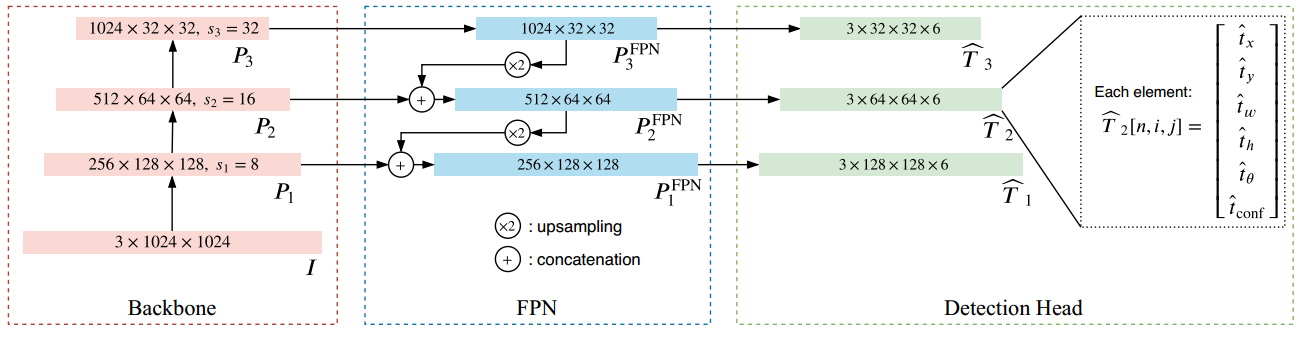 1024 × 32 × 32, s₃ = 32
P₃
512 × 64 × 64, s₂ = 16
P₂
256 × 128 × 128, s₁ = 8
P₁
3 × 1024 × 1024
I
Backbone
1024 × 32 × 32
P₃^FPN
×2
+
512 × 64 × 64
P₂^FPN
×2
+
256 × 128 × 128
P₁^FPN
×2 : upsampling
+ : concatenation
FPN
3 × 32 × 32 × 6
T̂ ₃
3 × 64 × 64 × 6
T̂ ₂
3 × 128 × 128 × 6
T̂ ₁
Each element:
T̂ ₂[n, i, j] =
t̂ₓ
t̂_y
t̂_w
t̂_h
t̂_θ
t̂_conf
Detection Head